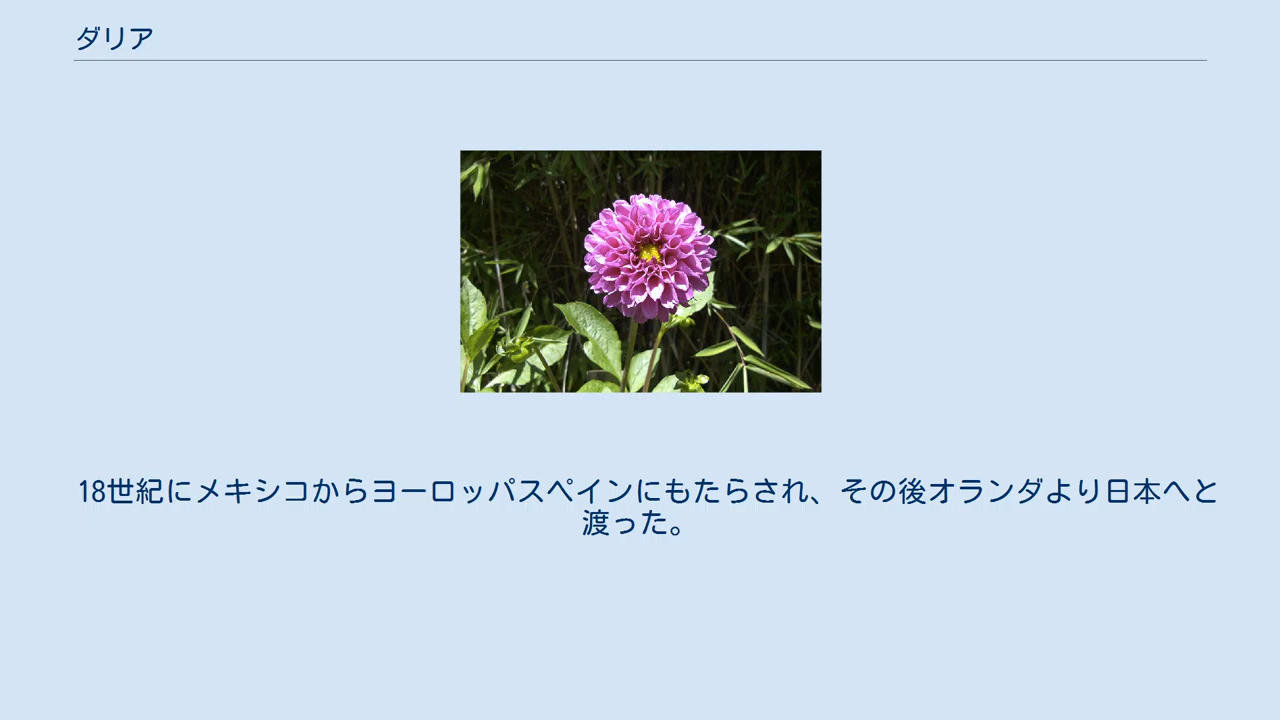 ダリア
18世紀にメキシコからヨーロッパスペインにもたらされ、その後オランダより日本へと
渡った。